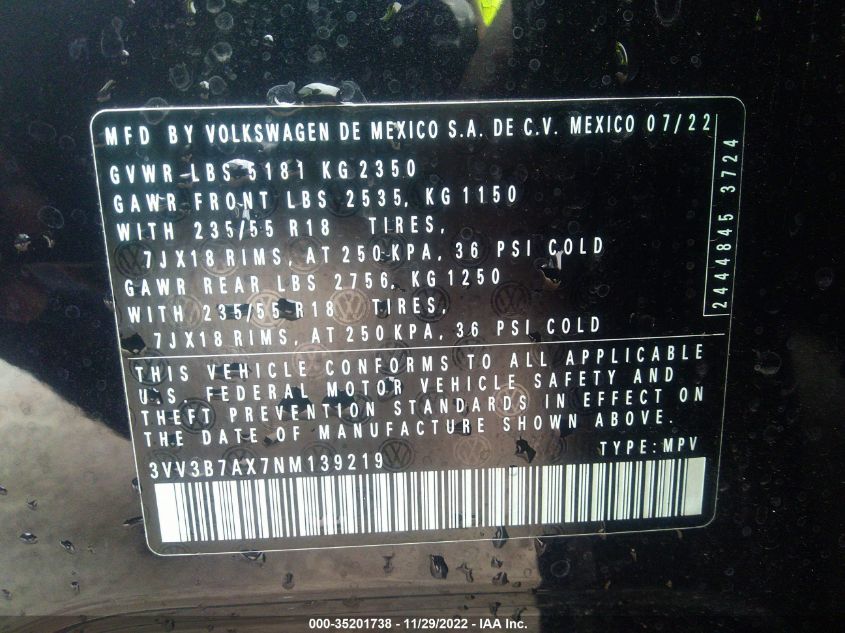 MFD BY VOLKSWAGEN DE MEXICO S.A. DE C.V. MEXICO 07/22
GVWR LBS 5181 KG 2350
GAWR FRONT LBS 2535, KG 1150
WITH 235/55 R18 TIRES,
7JX18 RIMS, AT 250 KPA, 36 PSI COLD
GAWR REAR LBS 2756, KG 1250
WITH 235/55 R18 TIRES,
7JX18 RIMS, AT 250 KPA, 36 PSI COLD
2444845 3724
THIS VEHICLE CONFORMS TO ALL APPLICABLE
U.S. FEDERAL MOTOR VEHICLE SAFETY AND
THEFT PREVENTION STANDARDS IN EFFECT ON
THE DATE OF MANUFACTURE SHOWN ABOVE.
3VV3B7AX7NM139219 TYPE: MPV
000-35201738 - 11/29/2022 - IAA Inc.